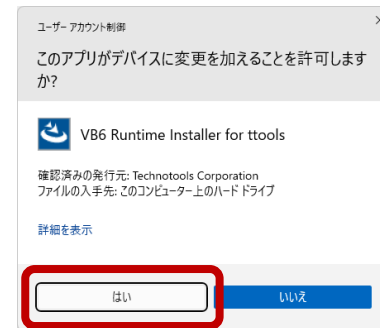 ユーザー アカウント制御
このアプリがデバイスに変更を加えることを許可します
か?
VB6 Runtime Installer for ttools
確認済みの発行元: Technotools Corporation
ファイルの入手先: このコンピューター上のハード ドライブ
詳細を表示
はい
いいえ